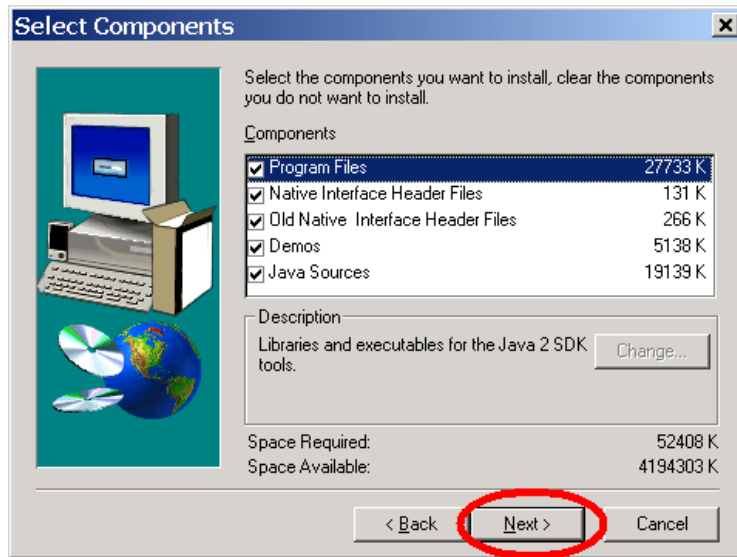 Select Components
Select the components you want to install, clear the components
you do not want to install.
Components
Program Files 27733 K
Native Interface Header Files 131 K
Old Native Interface Header Files 266 K
Demos 5138 K
Java Sources 19139 K
Description
Libraries and executables for the Java 2 SDK
tools.
Change...
Space Required: 52408 K
Space Available: 4194303 K
< Back Next > Cancel